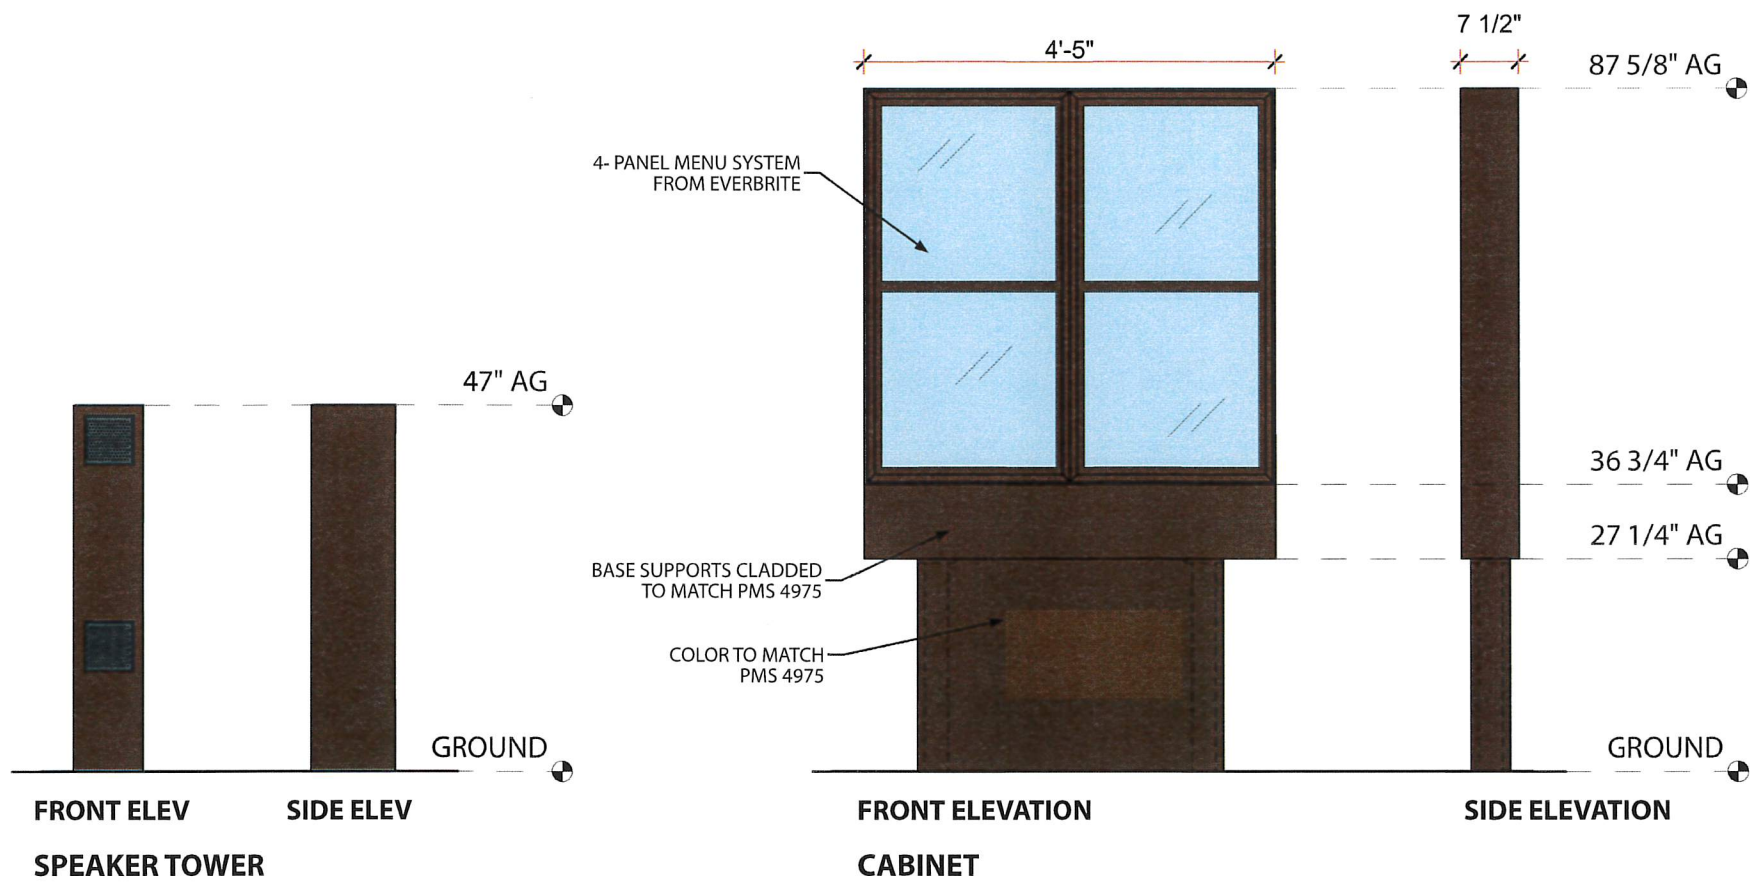 7 1/2"
4'-5"
87 5/8" AG
4- PANEL MENU SYSTEM
FROM EVERBRITE
47" AG
36 3/4" AG
27 1/4" AG
BASE SUPPORTS CLADDED
TO MATCH PMS 4975
COLOR TO MATCH
PMS 4975
GROUND
GROUND
FRONT ELEV
SIDE ELEV
FRONT ELEVATION
SIDE ELEVATION
SPEAKER TOWER
CABINET